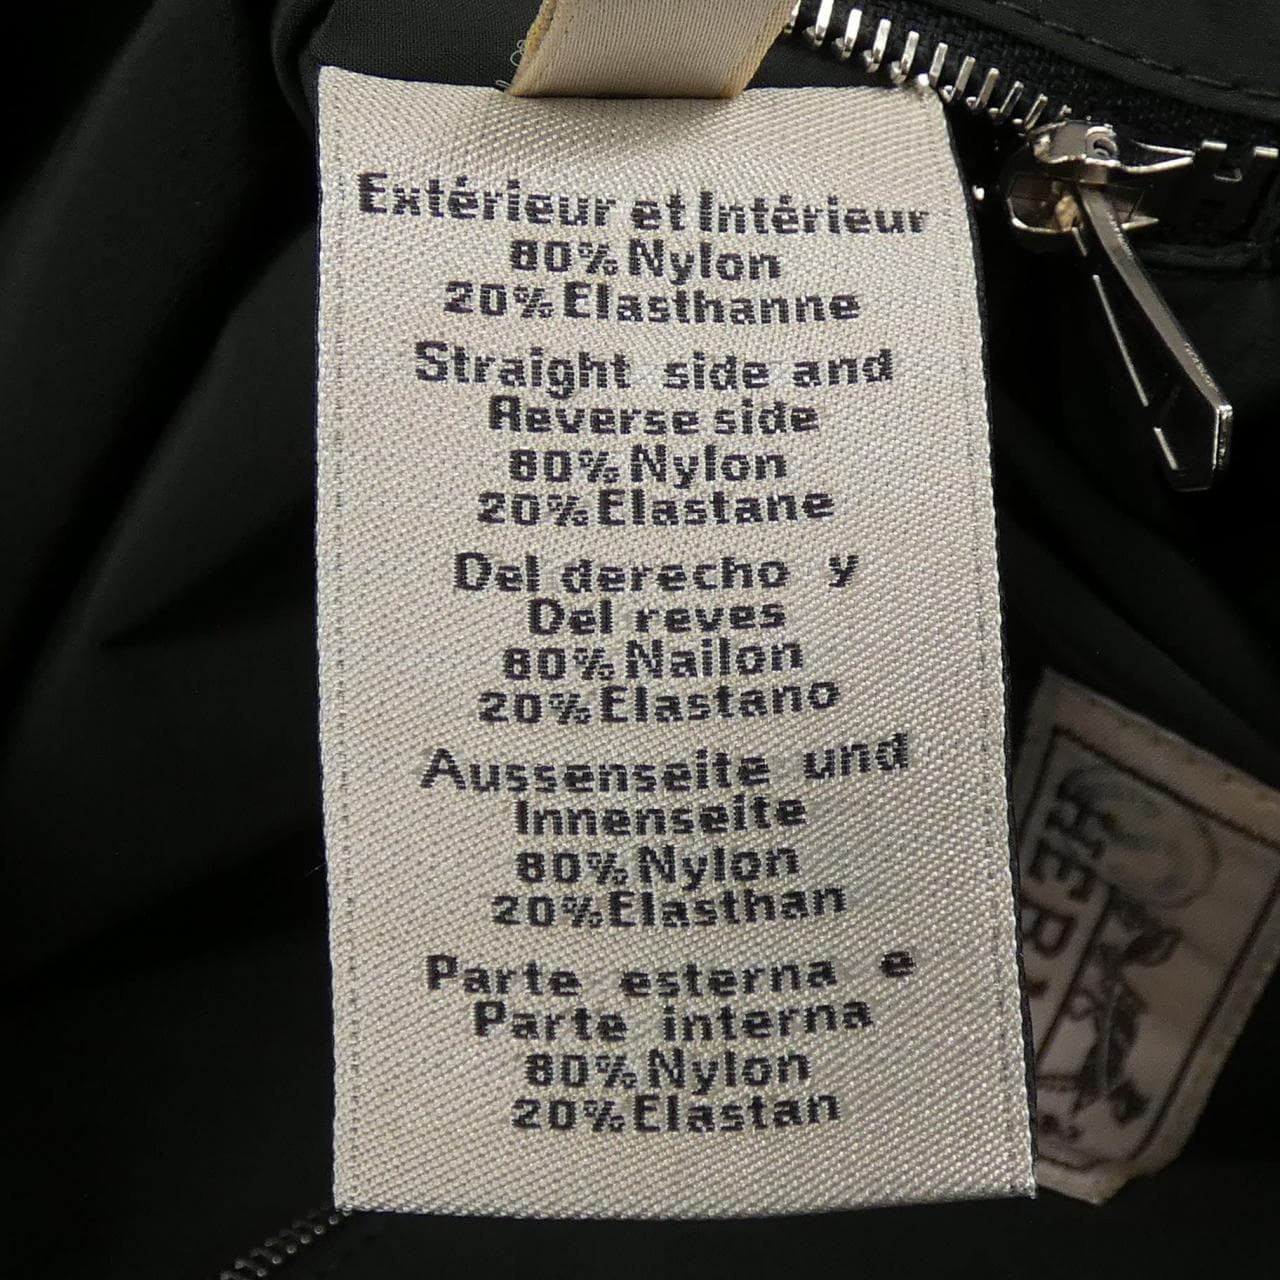 Extérieur et Intérieur
80% Nylon
20% Elasthanne
Straight side and
Reverse side
80% Nylon
20% Elastane
Del derecho y
Del reves
80% Nailon
20% Elastano
Aussenseite und
Innenseite
80% Nylon
20% Elasthan
Parte esterna e
Parte interna
80% Nylon
20% Elastan